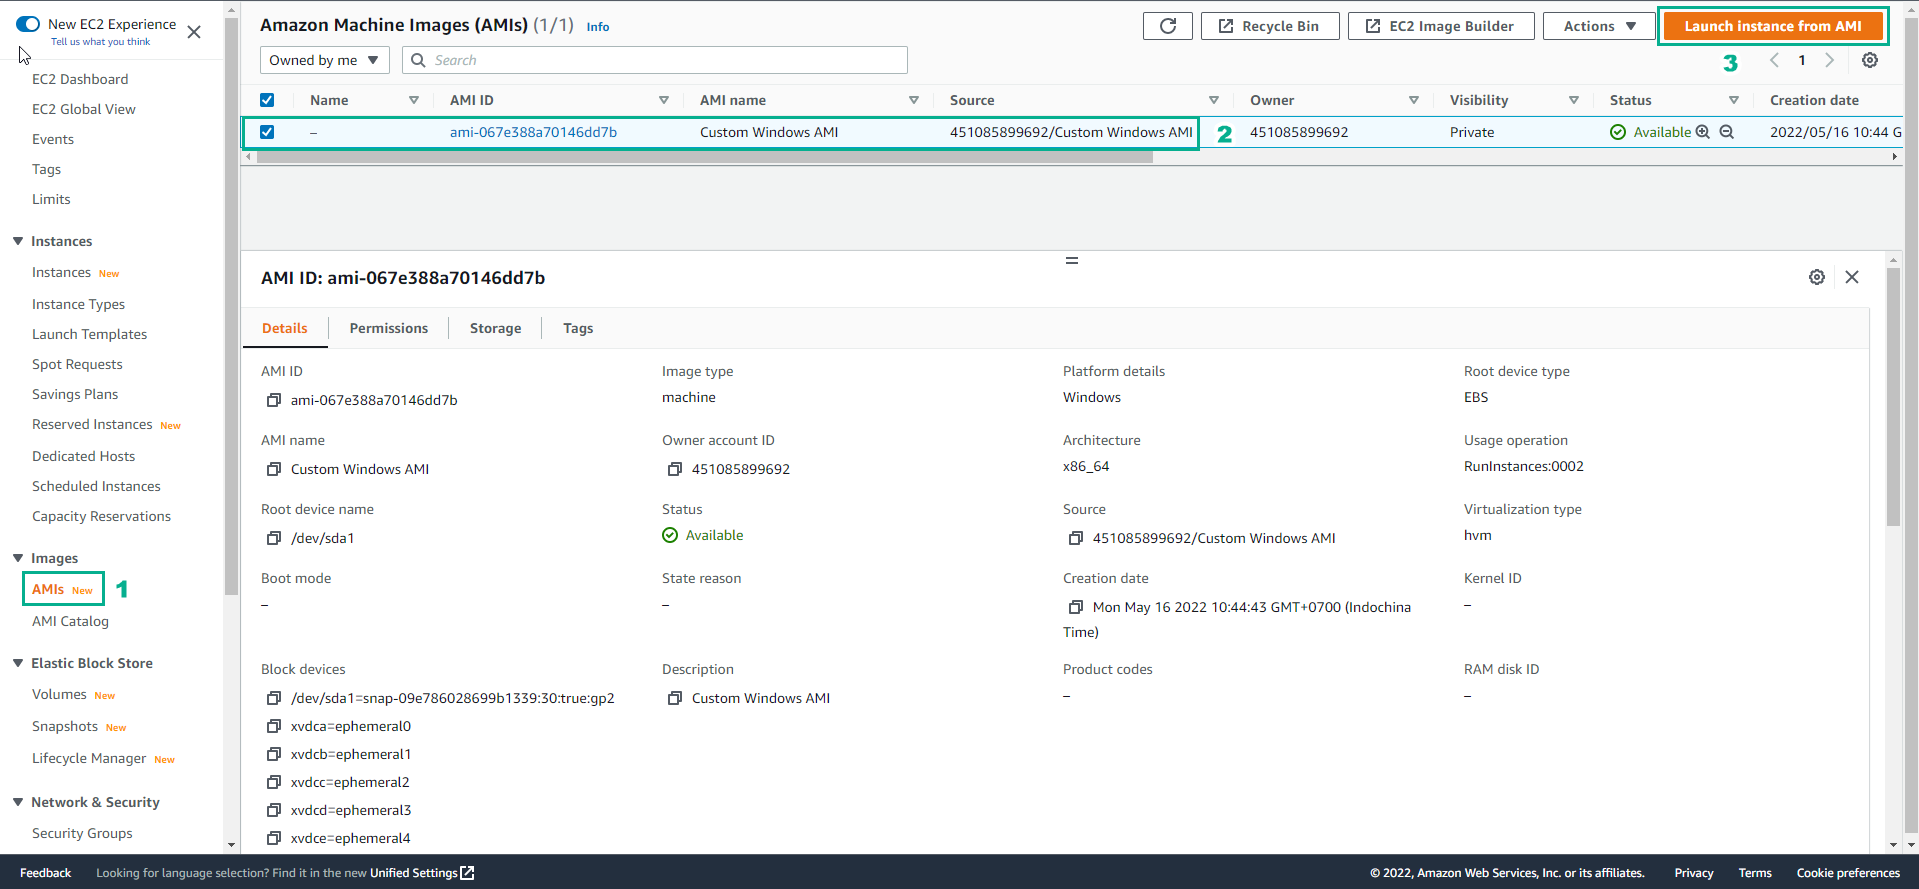 New EC2 Experience
Tell us what you think
EC2 Dashboard
EC2 Global View
Events
Tags
Limits
Instances
Instances New
Instance Types
Launch Templates
Spot Requests
Savings Plans
Reserved Instances New
Dedicated Hosts
Scheduled Instances
Capacity Reservations
Images
AMIs New 1
AMI Catalog
Elastic Block Store
Volumes New
Snapshots New
Lifecycle Manager New
Network & Security
Security Groups
Amazon Machine Images (AMIs) (1/1) Info
Recycle Bin
EC2 Image Builder
Actions
Launch instance from AMI
Owned by me
Search
3
1
Name AMI ID AMI name Source Owner Visibility Status Creation date
– ami-067e388a70146dd7b Custom Windows AMI 451085899692/Custom Windows AMI 2 451085899692 Private Available 2022/05/16 10:44 G
AMI ID: ami-067e388a70146dd7b
Details Permissions Storage Tags
AMI ID Image type Platform details Root device type
ami-067e388a70146dd7b machine Windows EBS
AMI name Owner account ID Architecture Usage operation
Custom Windows AMI 451085899692 x86_64 RunInstances:0002
Root device name Status Source Virtualization type
/dev/sda1 Available 451085899692/Custom Windows AMI hvm
Boot mode State reason Creation date Kernel ID
– – Mon May 16 2022 10:44:43 GMT+0700 (Indochina –
Time)
Block devices Description Product codes RAM disk ID
/dev/sda1=snap-09e786028699b1339:30:true:gp2 Custom Windows AMI – –
xvdca=ephemeral0
xvdcb=ephemeral1
xvdcc=ephemeral2
xvdcd=ephemeral3
xvdce=ephemeral4
Feedback Looking for language selection? Find it in the new Unified Settings © 2022, Amazon Web Services, Inc. or its affiliates. Privacy Terms Cookie preferences